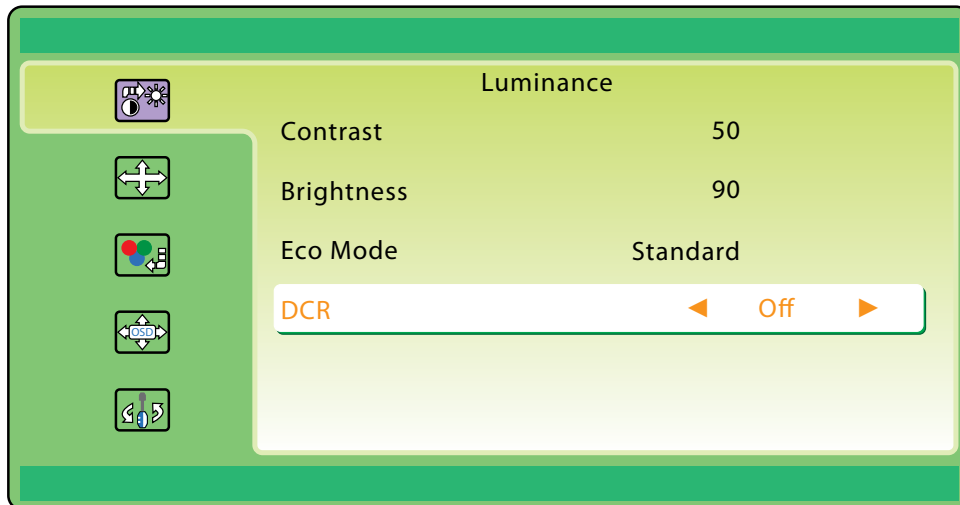 Luminance
Contrast 50
Brightness 90
Eco Mode Standard
DCR ◀ Off ▶
OSD